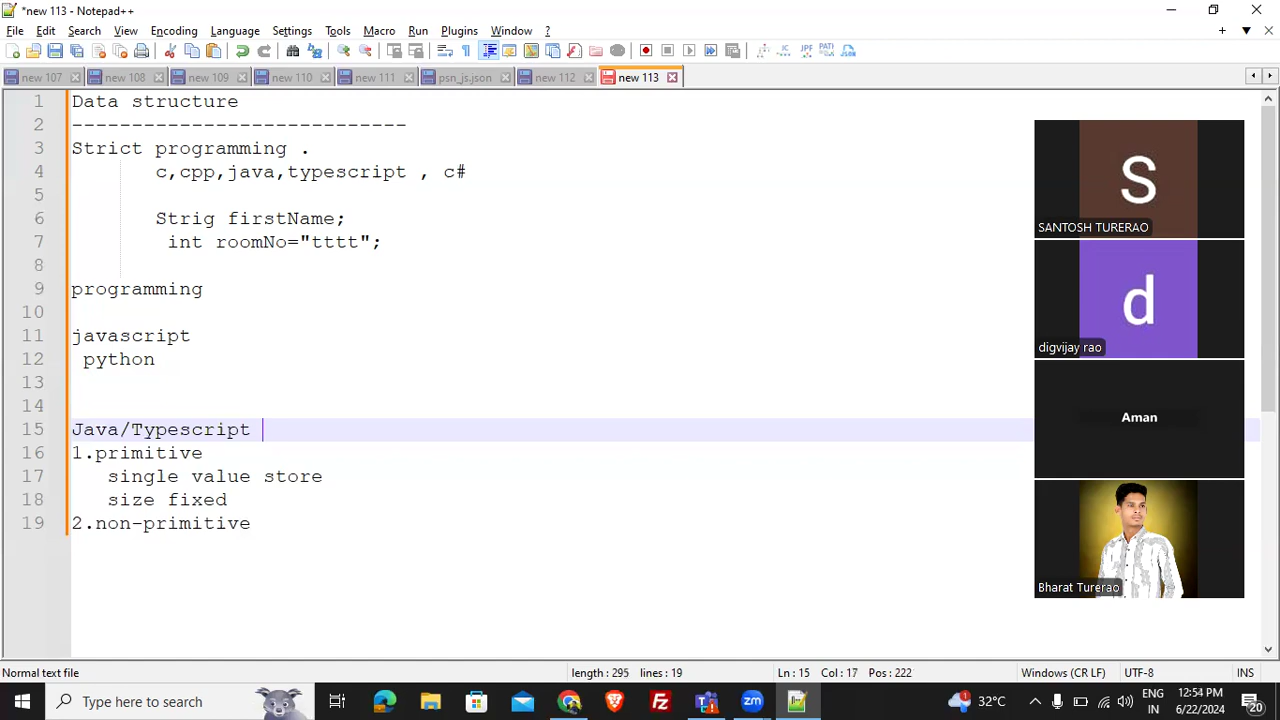 *new 113 - Notepad++
File Edit Search View Encoding Language Settings Tools Macro Run Plugins Window ?
new 107 new 108 new 109 new 110 new 111 psn_js.json new 112 new 113
1 Data structure
2 ----------------------------
3 Strict programming .
4 c,cpp,java,typescript , c#
5
6 Strig firstName;
7 int roomNo="tttt";
8
9 programming
10
11 javascript
12 python
13
14
15 Java/Typescript
16 1.primitive
17 single value store
18 size fixed
19 2.non-primitive
S
SANTOSH TURERAO
d
digvijay rao
Aman
Bharat Turerao
Normal text file length : 295 lines : 19 Ln : 15 Col : 17 Pos : 222 Windows (CR LF) UTF-8 INS
Type here to search
zm
1
32°C
ENG
IN
12:54 PM
6/22/2024
20